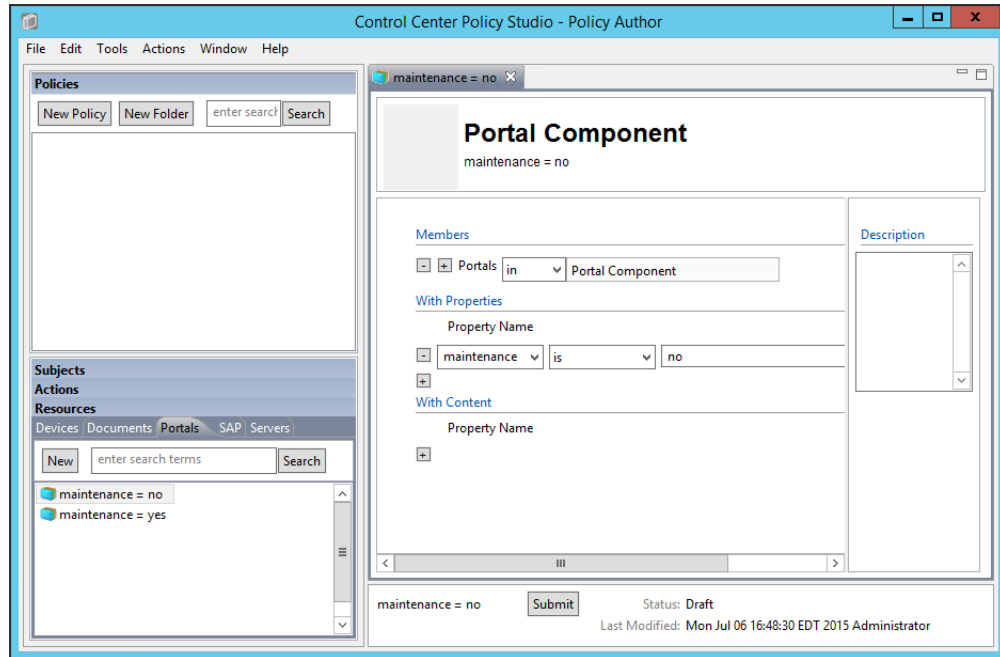 Control Center Policy Studio - Policy Author
File Edit Tools Actions Window Help
Policies
New Policy New Folder enter search Search
Subjects
Actions
Resources
Devices Documents Portals SAP Servers
New enter search terms Search
maintenance = no
maintenance = yes
maintenance = no
Portal Component
maintenance = no
Members
Portals in Portal Component
With Properties
Property Name
maintenance is no
With Content
Property Name
Description
maintenance = no Submit Status: Draft
Last Modified: Mon Jul 06 16:48:30 EDT 2015 Administrator